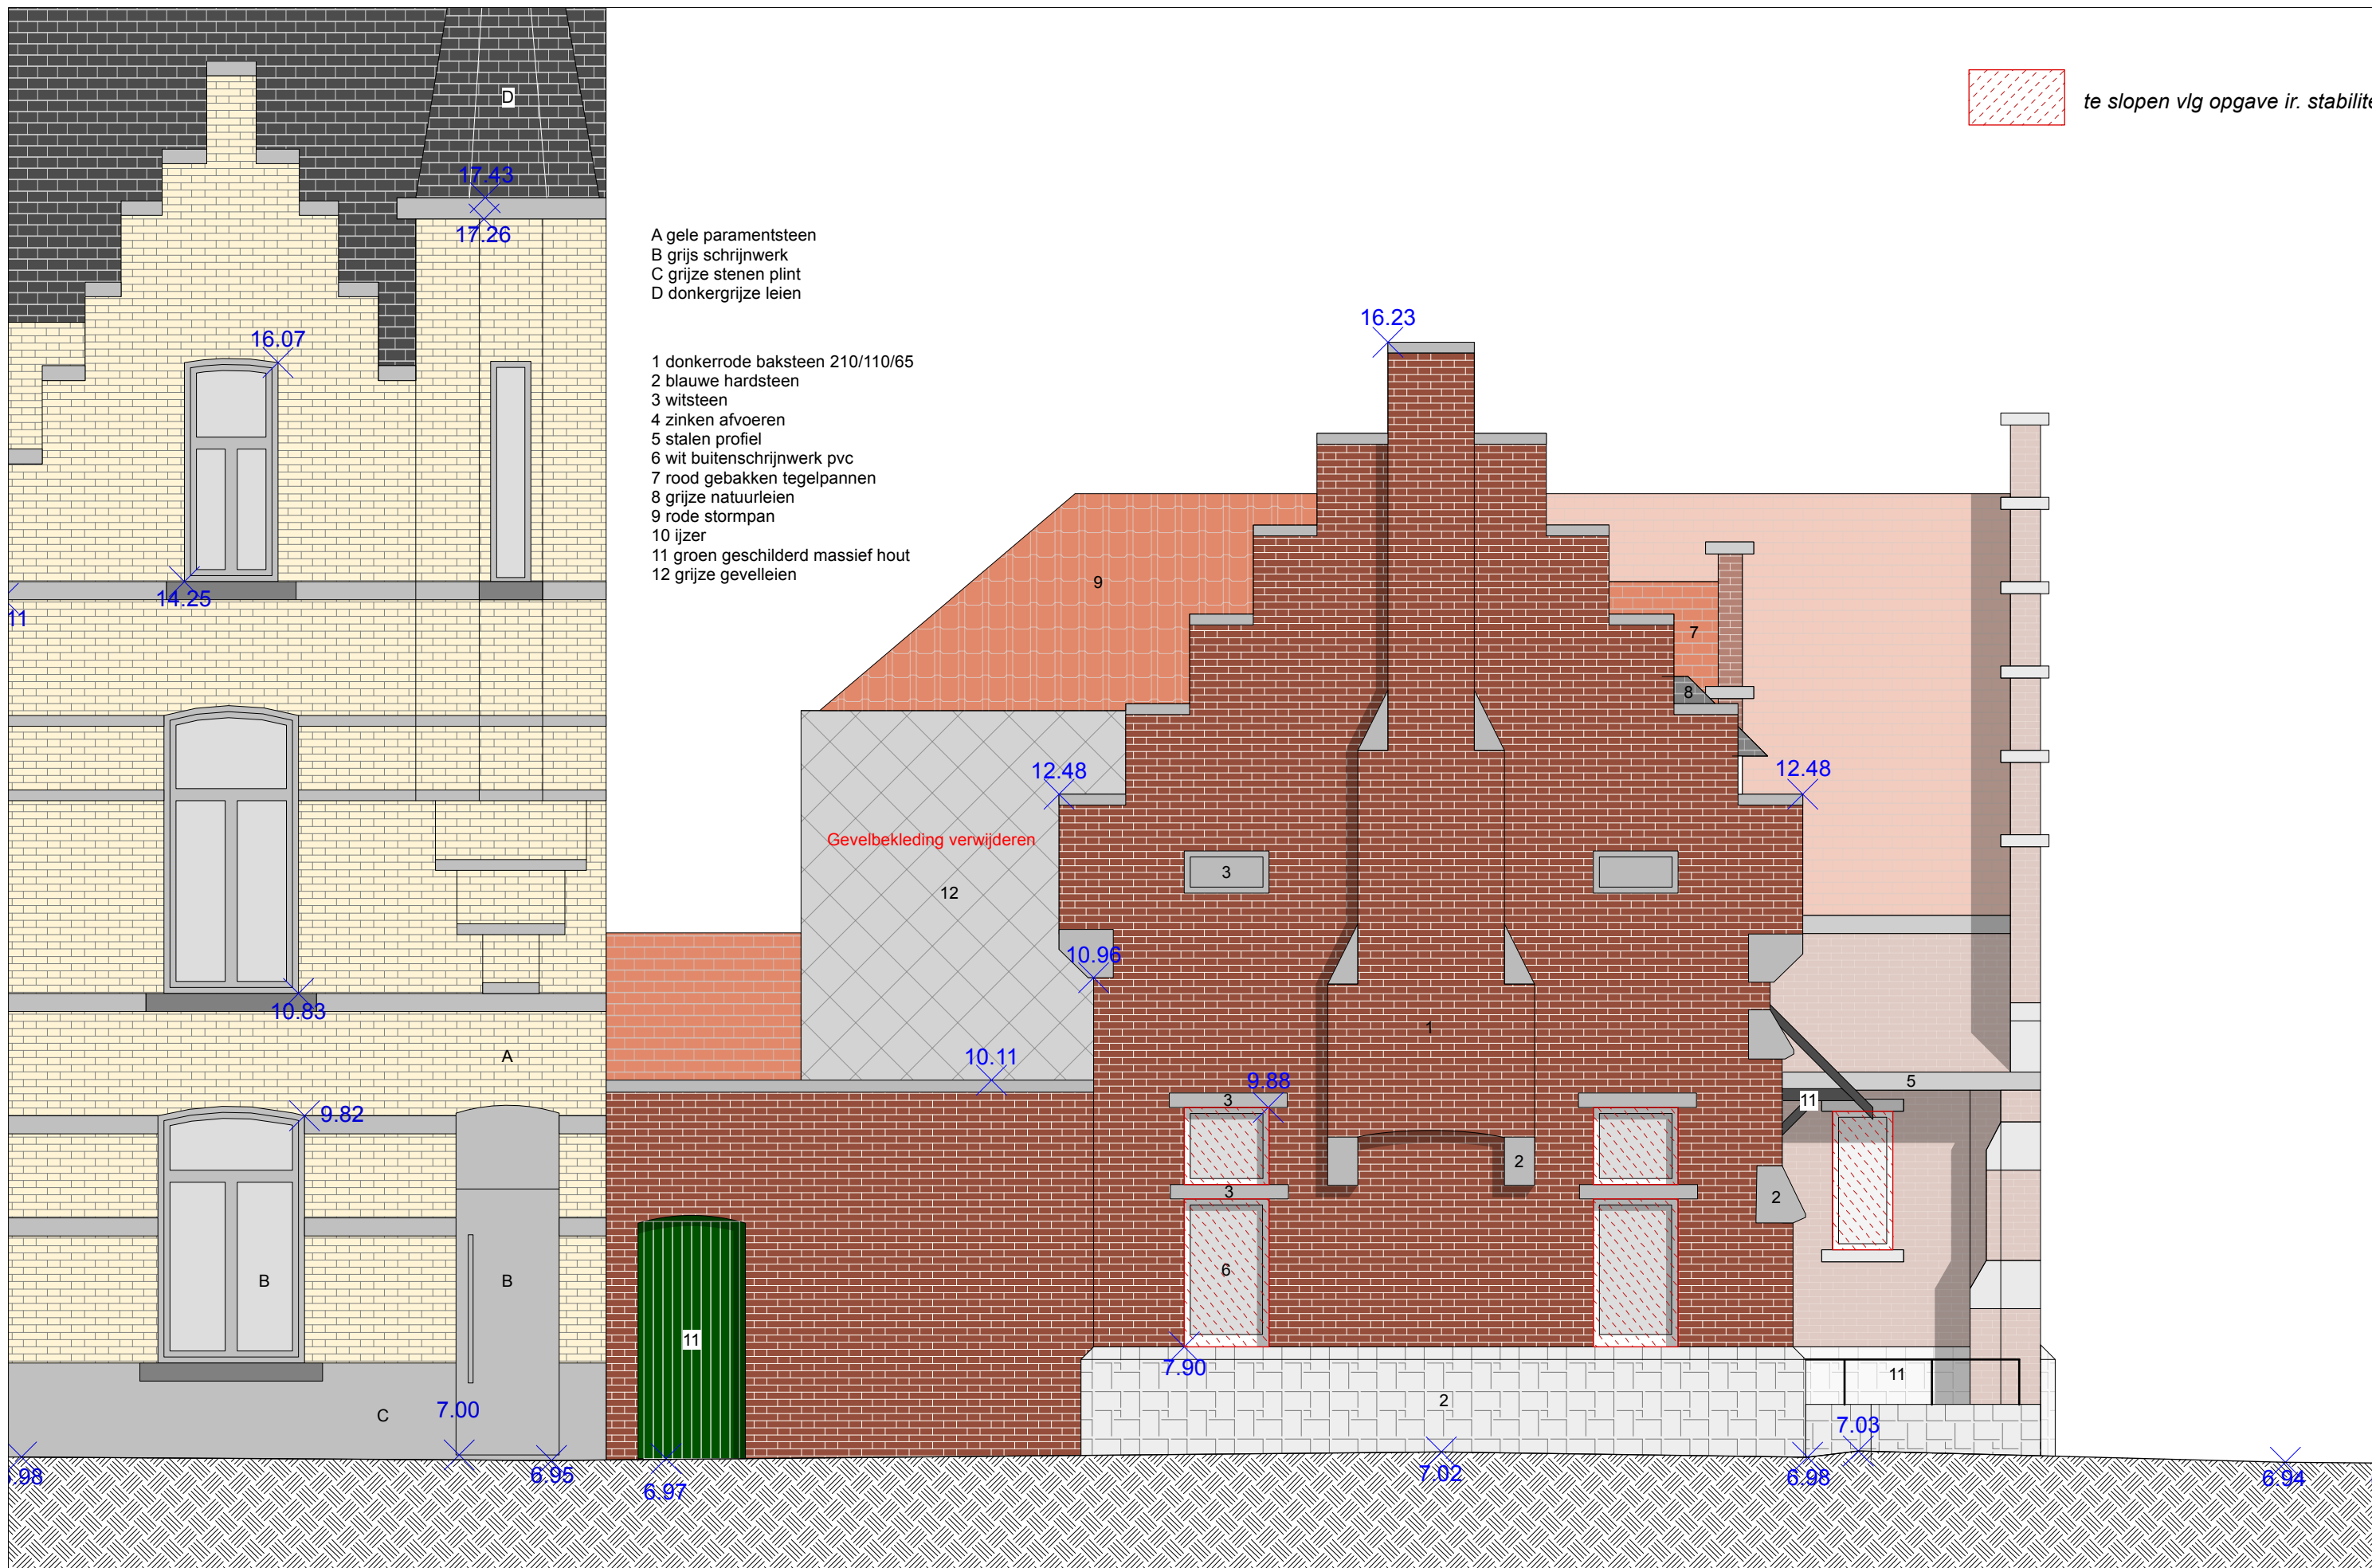 te slopen vlg opgave ir.
D
17.43
17.26
A gele paramentsteen
B grijs schrijnwerk
C grijze stenen plint
D donkergrijze leien
16.23
16.07
1 donkerrode baksteen 210/110/65
2 blauwe hardsteen
3 witsteen
4 zinken afvoeren
5 stalen profiel
6 wit buitenschrijnwerk pvc
7 rood gebakken tegelpannen
8 grijze natuurleien
9 rode stormpan
10 ijzer
11 groen geschilderd massief hout
12 grijze gevelleien
9
14.25
11
7
8
12.48
12.48
Gevelbekleding verwijderen
3
12
10.96
10.83
1
A
10.11
9.88
5
3
11
9.82
2
3
2
B
B
6
11
7.90
11
2
C
7.00
7.03
.98
6.95
6.97
7.02
6.98
6.94